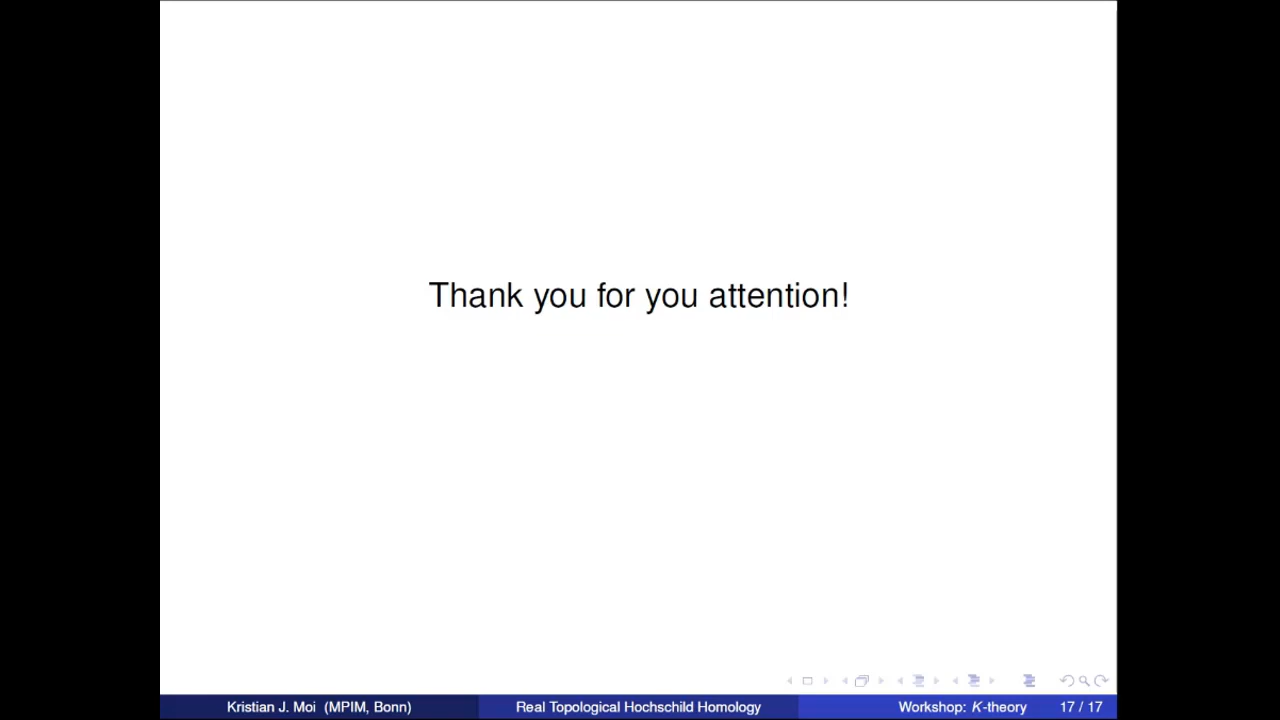 Thank you for you attention!
Kristian J. Moi (MPIM, Bonn) Real Topological Hochschild Homology Workshop: K-theory 17 / 17